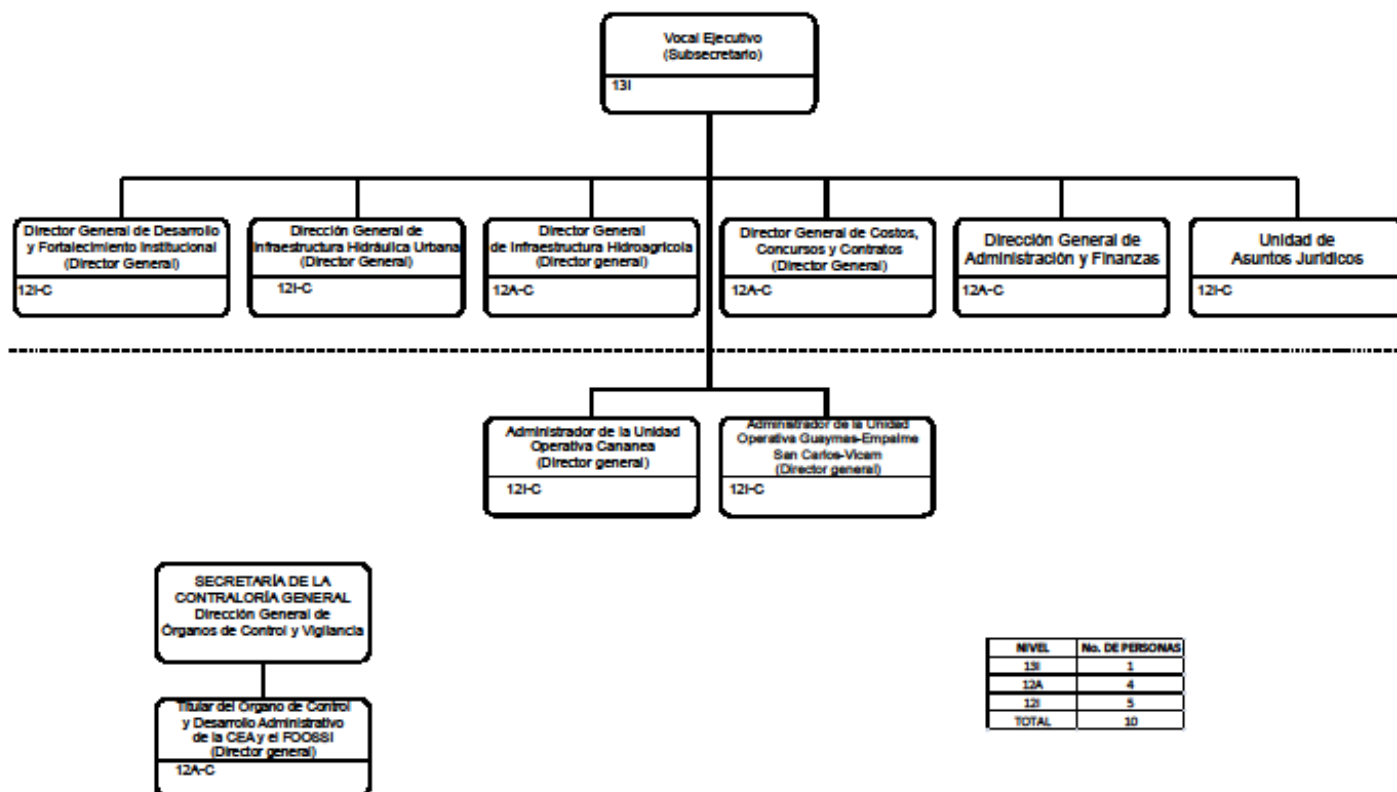 Vocal Ejecutivo
(Subsecretario)
13I
Director General de Desarrollo
y Fortalecimiento Institucional
(Director General)
12I-C
Dirección General de
Infraestructura Hidráulica Urbana
(Director General)
12I-C
Director General
de Infraestructura Hidroagrícola
(Director general)
12A-C
Director General de Costos,
Concursos y Contratos
(Director General)
12A-C
Dirección General de
Administración y Finanzas
12A-C
Unidad de
Asuntos Jurídicos
12I-C
Administrador de la Unidad
Operativa Cananea
(Director general)
12I-C
Administrador de la Unidad
Operativa Guaymas-Empalme
San Carlos-Vicam
(Director general)
12I-C
SECRETARÍA DE LA
CONTRALORÍA GENERAL
Dirección General de
Órganos de Control y Vigilancia
Titular del Órgano de Control
y Desarrollo Administrativo
de la CEA y el FOOSSI
(Director general)
12A-C
NIVEL No. DE PERSONAS
13I 1
12A 4
12I 5
TOTAL 10